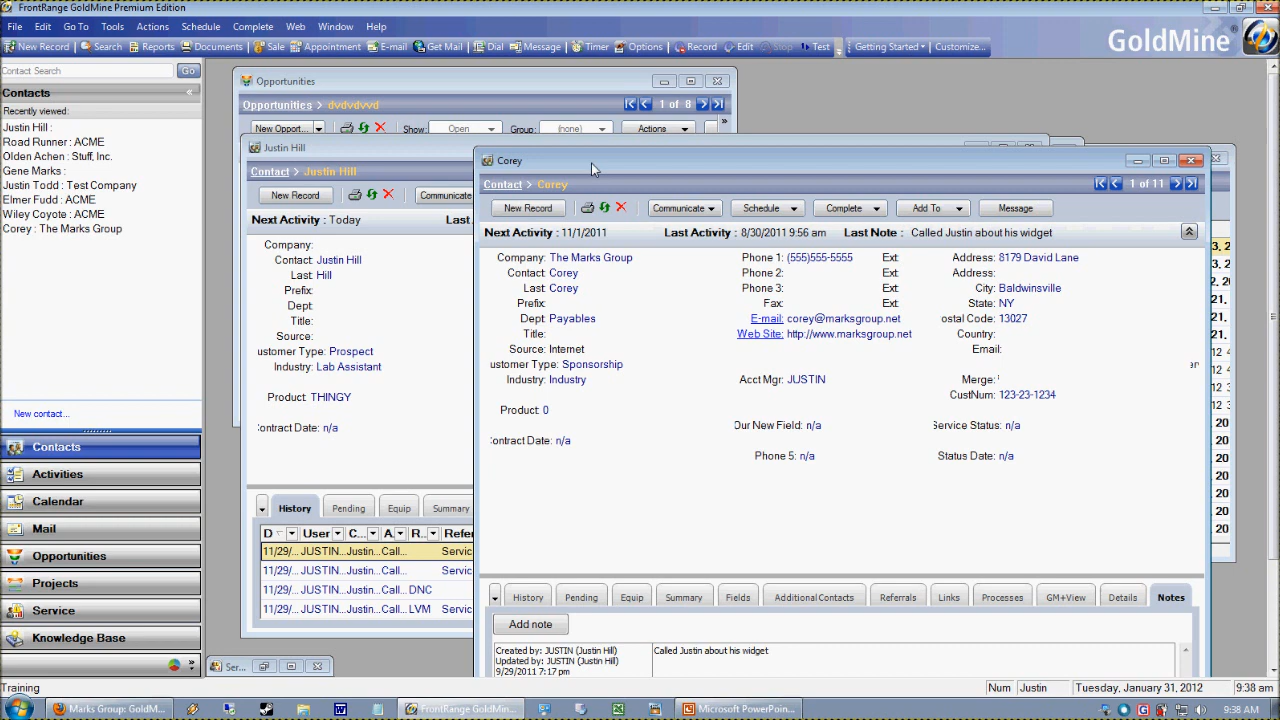 FrontRange GoldMine Premium Edition
File Edit Go To Tools Actions Schedule Complete Web Window Help
New Record Search Reports Documents Sale Appointment E-mail Get Mail Dial Message Timer Options Record Edit Stop Test Getting Started Customize...
GoldMine
Contact Search Go
Contacts
Recently viewed:
Justin Hill :
Road Runner : ACME
Olden Achen : Stuff, Inc.
Gene Marks :
Justin Todd : Test Company
Elmer Fudd : ACME
Wiley Coyote : ACME
Corey : The Marks Group
New contact...
Contacts
Activities
Calendar
Mail
Opportunities
Projects
Service
Knowledge Base
Opportunities
Opportunities > dvdvdvvd 1 of 8
New Opport... Show: Open Group: (none) Actions
Justin Hill
Contact > Justin Hill
New Record Communicate
Next Activity: Today Las
Company:
Contact: Justin Hill
Last: Hill
Prefix:
Dept:
Title:
Source:
ustomer Type: Prospect
Industry: Lab Assistant
Product: THINGY
ontract Date: n/a
History Pending Equip Summary
D User C... A. R.. Refere
11/29/... JUSTIN... Justin... Call... Servic
11/29/... JUSTIN... Justin... Call... Servic
11/29/... JUSTIN... Justin... Call... DNC
11/29/... JUSTIN... Justin... Call... LVM Servic
Ser...
Corey
Contact > Corey 1 of 11
New Record Communicate Schedule Complete Add To Message
Next Activity: 11/1/2011 Last Activity: 8/30/2011 9:56 am Last Note: Called Justin about his widget
Company: The Marks Group Phone 1: (555)555-5555 Ext: Address: 8179 David Lane
Contact: Corey Phone 2: Ext: Address:
Last: Corey Phone 3: Ext: City: Baldwinsville
Prefix: Fax: Ext: State: NY
Dept: Payables E-mail: corey@marksgroup.net ostal Code: 13027
Title: Web Site: http://www.marksgroup.net Country:
Source: Internet Email:
ustomer Type: Sponsorship
Industry: Industry Acct Mgr: JUSTIN Merge:
CustNum: 123-23-1234
Product: 0
Our New Field: n/a Service Status: n/a
ontract Date: n/a
Phone 5: n/a Status Date: n/a
History Pending Equip Summary Fields Additional Contacts Referrals Links Processes GM+View Details Notes
Add note
Created by: JUSTIN (Justin Hill) Called Justin about his widget
Updated by: JUSTIN (Justin Hill)
9/29/2011 7:17 pm
Training Num Justin Tuesday, January 31, 2012 9:38 am
Marks Group: GoldM... FrontRange GoldMin... Microsoft PowerPoin... 9:38 AM